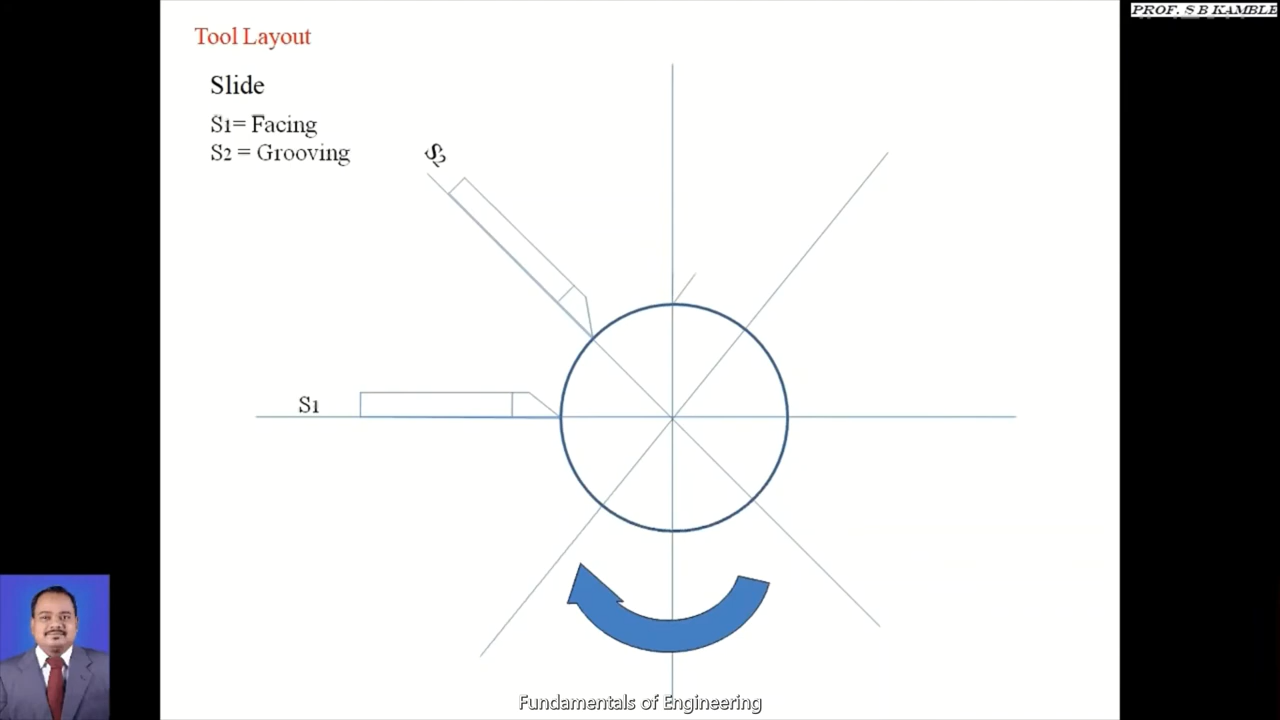 PROF. S B KAMBLE
Tool Layout
Slide
S1= Facing
S2 = Grooving
S2
S1
Fundamentals of Engineering